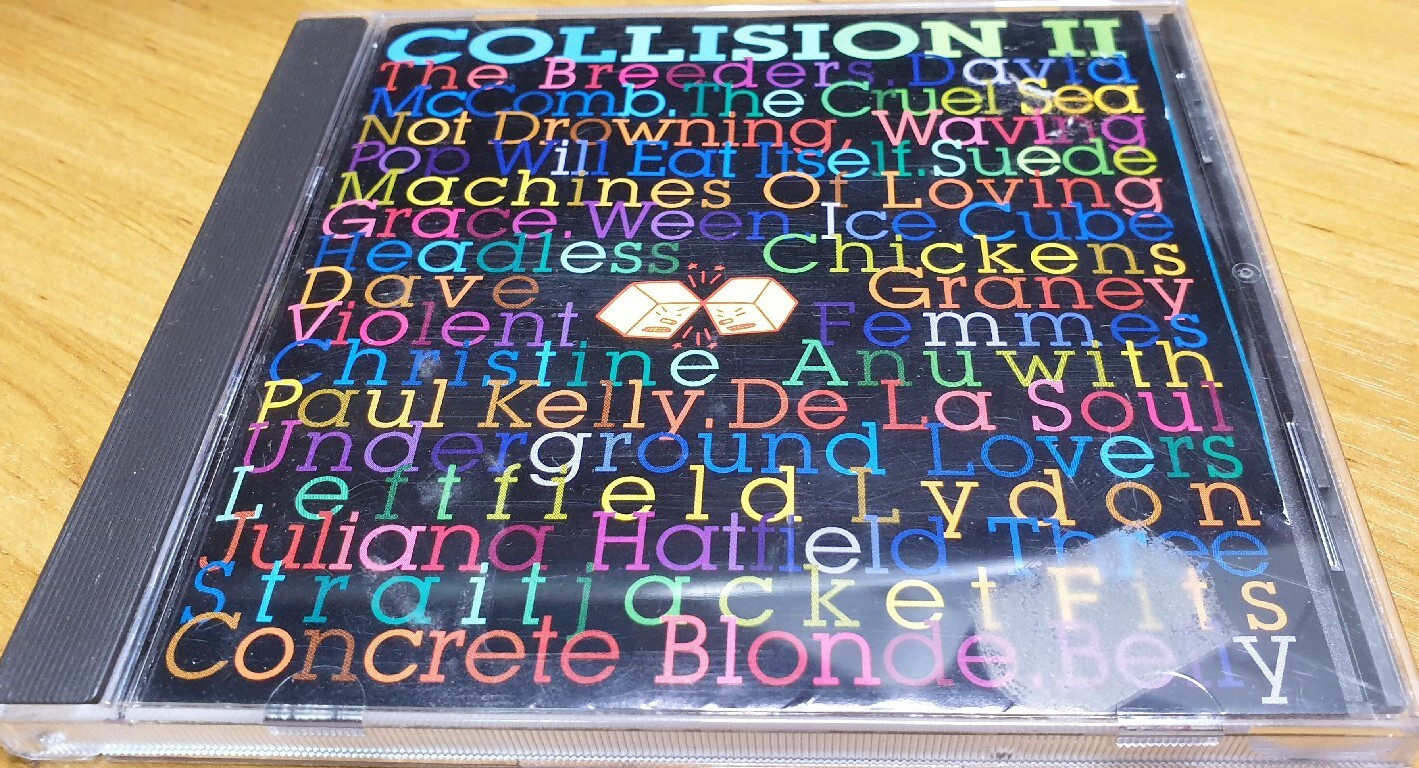 COLLISION II
The Breeders.David
McComb.The Cruel Sea
Not Drowning, Waving
Pop Will Eat Itself.Suede
Machines Of Loving
Grace.Ween Ice Cube
Headless Chickens
Dave Graney
Violent Femmes
Christine Anu with
Paul Kelly.De La Soul
Underground Lovers
Leftfield Lydon
Juliana Hatfield Three
Straitjacket Fits
Concrete Blonde.Belly